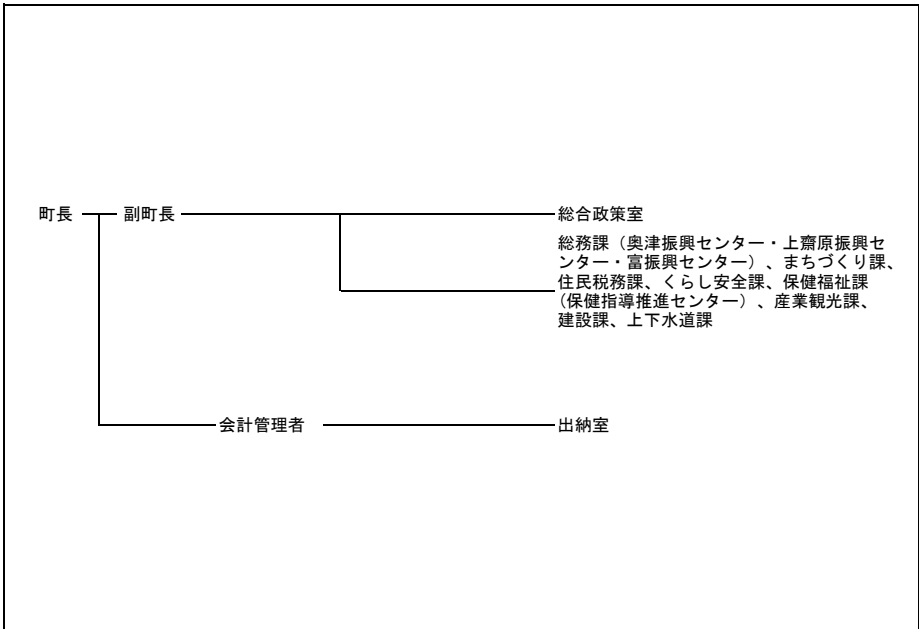 町長 副町長 総合政策室
総務課（奥津振興センター・上齋原振興セ
ンター・富振興センター）、まちづくり課、
住民税務課、くらし安全課、保健福祉課
（保健指導推進センター）、産業観光課、
建設課、上下水道課
会計管理者 出納室